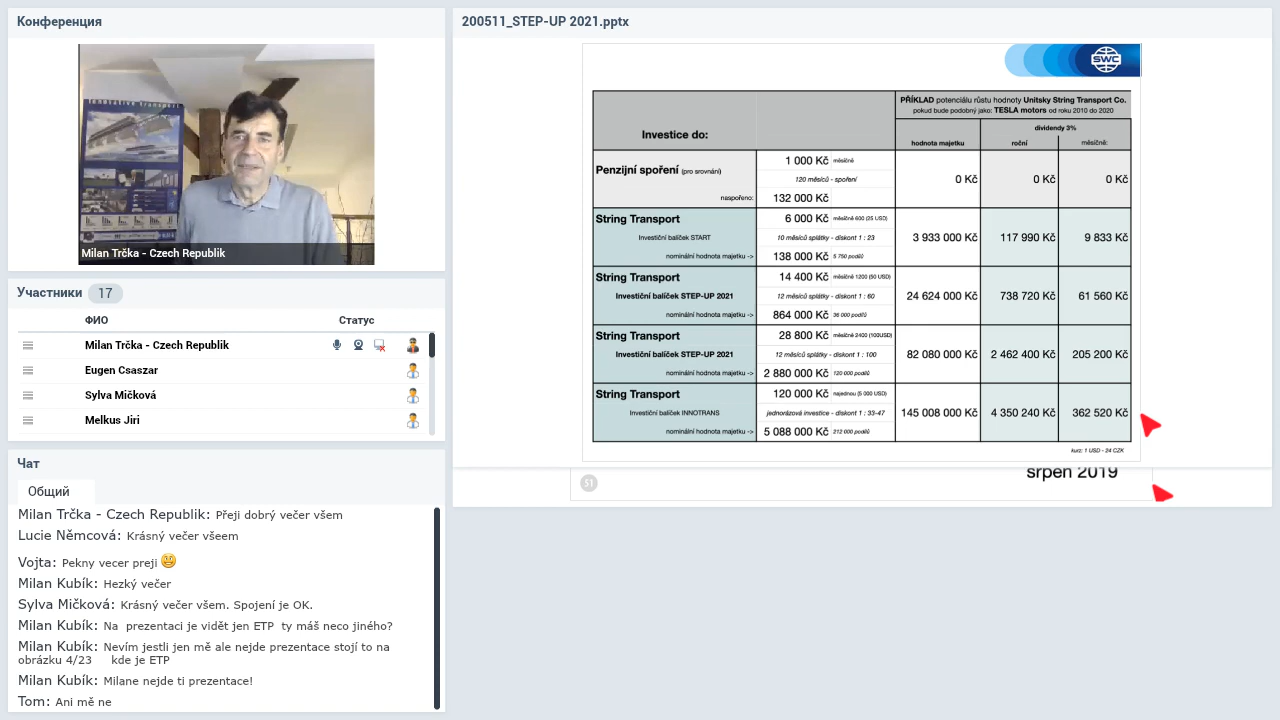 Конференция
innovation transport
Milan Trčka - Czech Republik
Участники 17
ФИО Статус
Milan Trčka - Czech Republik
Eugen Csaszar
Sylva Mičková
Melkus Jiri
Чат
Общий
Milan Trčka - Czech Republik: Přeji dobrý večer všem
Lucie Němcová: Krásný večer všeem
Vojta: Pekny vecer preji
Milan Kubík: Hezký večer
Sylva Mičková: Krásný večer všem. Spojení je OK.
Milan Kubík: Na prezentaci je vidět jen ETP ty máš neco jiného?
Milan Kubík: Nevím jestli jen mě ale nejde prezentace stojí to na
obrázku 4/23 kde je ETP
Milan Kubík: Milane nejde ti prezentace!
Tom: Ani mě ne
200511_STEP-UP 2021.pptx
SWC
PŘÍKLAD potenciálu růstu hodnoty Unitsky String Transport Co.
pokud bude podobný jako: TESLA motors od roku 2010 do 2020
Investice do:
dividendy 3%
hodnota majetku roční měsíčně:
Penzijní spoření (pro srovnání)
1 000 Kč měsíčně
120 měsíců - spoření
0 Kč 0 Kč 0 Kč
naspořeno: 132 000 Kč
String Transport 6 000 Kč měsíčně 600 (25 USD)
Investiční balíček START 10 měsíců splátky - diskont 1 : 23 3 933 000 Kč 117 990 Kč 9 833 Kč
nominální hodnota majetku -> 138 000 Kč 5 750 podílů
String Transport 14 400 Kč měsíčně 1200 (50 USD)
Investiční balíček STEP-UP 2021 12 měsíců splátky - diskont 1 : 60 24 624 000 Kč 738 720 Kč 61 560 Kč
nominální hodnota majetku -> 864 000 Kč 36 000 podílů
String Transport 28 800 Kč měsíčně 2400 (100USD)
Investiční balíček STEP-UP 2021 12 měsíců splátky - diskont 1 : 100 82 080 000 Kč 2 462 400 Kč 205 200 Kč
nominální hodnota majetku -> 2 880 000 Kč 120 000 podílů
String Transport 120 000 Kč najednou (5 000 USD)
Investiční balíček INNOTRANS jednorázová investice - diskont 1 : 33-47 145 008 000 Kč 4 350 240 Kč 362 520 Kč
nominální hodnota majetku -> 5 088 000 Kč 212 000 podílů
kurz: 1 USD - 24 CZK
51
srpen 2019